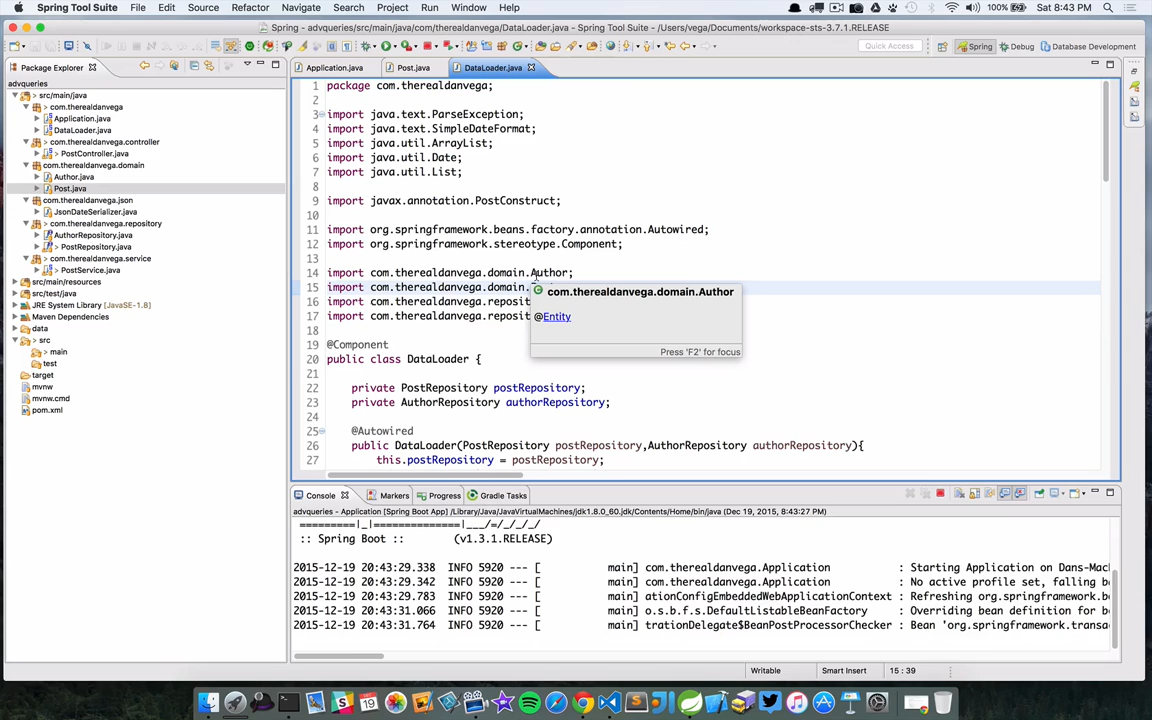 Spring Tool Suite File Edit Source Refactor Navigate Search Project Run Window Help 100% Sat 8:43 PM
Spring - advqueries/src/main/java/com/therealdanvega/DataLoader.java - Spring Tool Suite - /Users/vega/Documents/workspace-sts-3.7.1.RELEASE
Quick Access Spring Debug Database Development
Package Explorer
advqueries
src/main/java
> com.therealdanvega
Application.java
DataLoader.java
> com.therealdanvega.controller
> PostController.java
com.therealdanvega.domain
Author.java
Post.java
com.therealdanvega.json
JsonDateSerializer.java
> com.therealdanvega.repository
AuthorRepository.java
> PostRepository.java
> com.therealdanvega.service
> PostService.java
src/main/resources
src/test/java
JRE System Library [JavaSE-1.8]
Maven Dependencies
data
src
> main
test
target
mvnw
mvnw.cmd
pom.xml
Application.java Post.java DataLoader.java
1 package com.therealdanvega;
2
3 import java.text.ParseException;
4 import java.text.SimpleDateFormat;
5 import java.util.ArrayList;
6 import java.util.Date;
7 import java.util.List;
8
9 import javax.annotation.PostConstruct;
10
11 import org.springframework.beans.factory.annotation.Autowired;
12 import org.springframework.stereotype.Component;
13
14 import com.therealdanvega.domain.Author;
15 import com.therealdanvega.domain.
16 import com.therealdanvega.reposit
17 import com.therealdanvega.reposit
18
19 @Component
20 public class DataLoader {
21
22 private PostRepository postRepository;
23 private AuthorRepository authorRepository;
24
25 @Autowired
26 public DataLoader(PostRepository postRepository,AuthorRepository authorRepository){
27 this.postRepository = postRepository;
com.therealdanvega.domain.Author
@Entity
Press 'F2' for focus
Console Markers Progress Gradle Tasks
advqueries - Application [Spring Boot App] /Library/Java/JavaVirtualMachines/jdk1.8.0_60.jdk/Contents/Home/bin/java (Dec 19, 2015, 8:43:27 PM)
=========|_|==============|___/=/_/_/_/
:: Spring Boot :: (v1.3.1.RELEASE)
2015-12-19 20:43:29.338 INFO 5920 --- [ main] com.therealdanvega.Application : Starting Application on Dans-Mac
2015-12-19 20:43:29.342 INFO 5920 --- [ main] com.therealdanvega.Application : No active profile set, falling b
2015-12-19 20:43:29.783 INFO 5920 --- [ main] ationConfigEmbeddedWebApplicationContext : Refreshing org.springframework.b
2015-12-19 20:43:31.066 INFO 5920 --- [ main] o.s.b.f.s.DefaultListableBeanFactory : Overriding bean definition for b
2015-12-19 20:43:31.764 INFO 5920 --- [ main] trationDelegate$BeanPostProcessorChecker : Bean 'org.springframework.transa
Writable Smart Insert 15 : 39